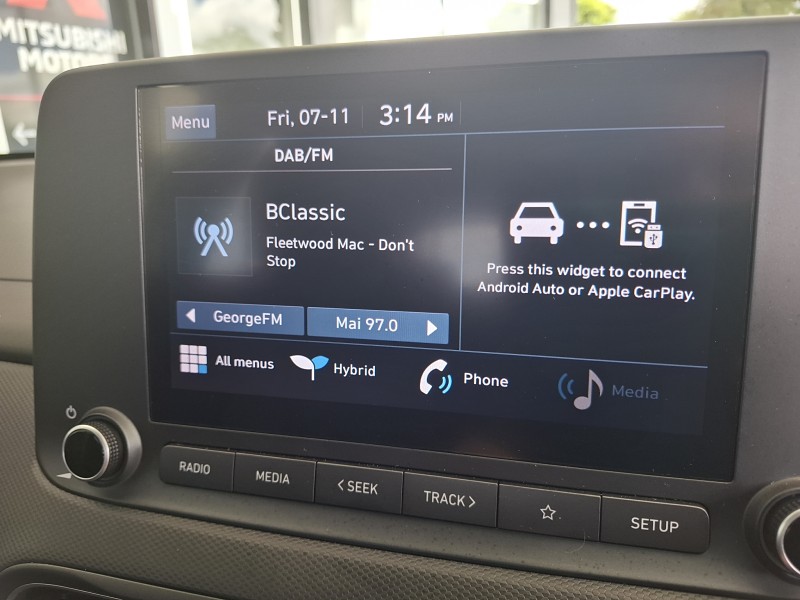 MITSUBISHI
MOTORS
Menu
Fri, 07-11
3:14 PM
DAB/FM
BClassic
Fleetwood Mac - Don't
Stop
GeorgeFM
Mai 97.0
Press this widget to connect
Android Auto or Apple CarPlay.
All menus
Hybrid
Phone
Media
RADIO
MEDIA
< SEEK
TRACK >
SETUP